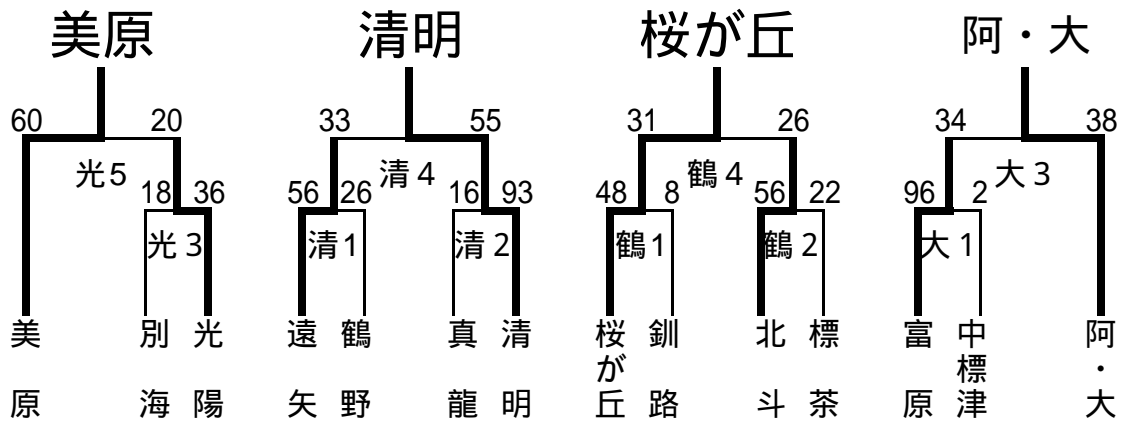 美原 清明 桜が丘 阿・大
60 20 33 55 31 26 34 38
光5 清4 鶴4 大3
18 36 56 26 16 93 48 8 56 22 96 2
光3 清1 清2 鶴1 鶴2 大1
美原 別海 光陽 遠矢 鶴野 真龍 清明 桜が丘 釧路 北斗 標茶 富原 中標津 阿・大